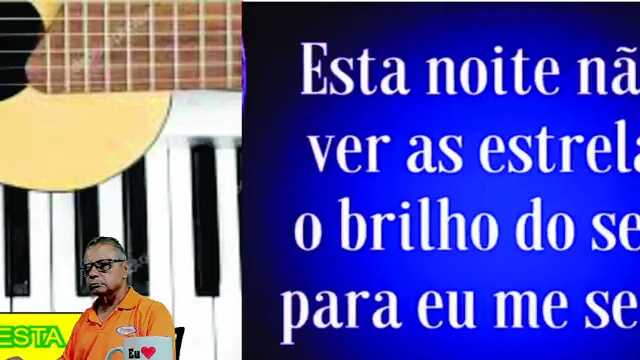 Esta noite nã
ver as estrela
o brilho do se
para eu me se
ESTA
Eu